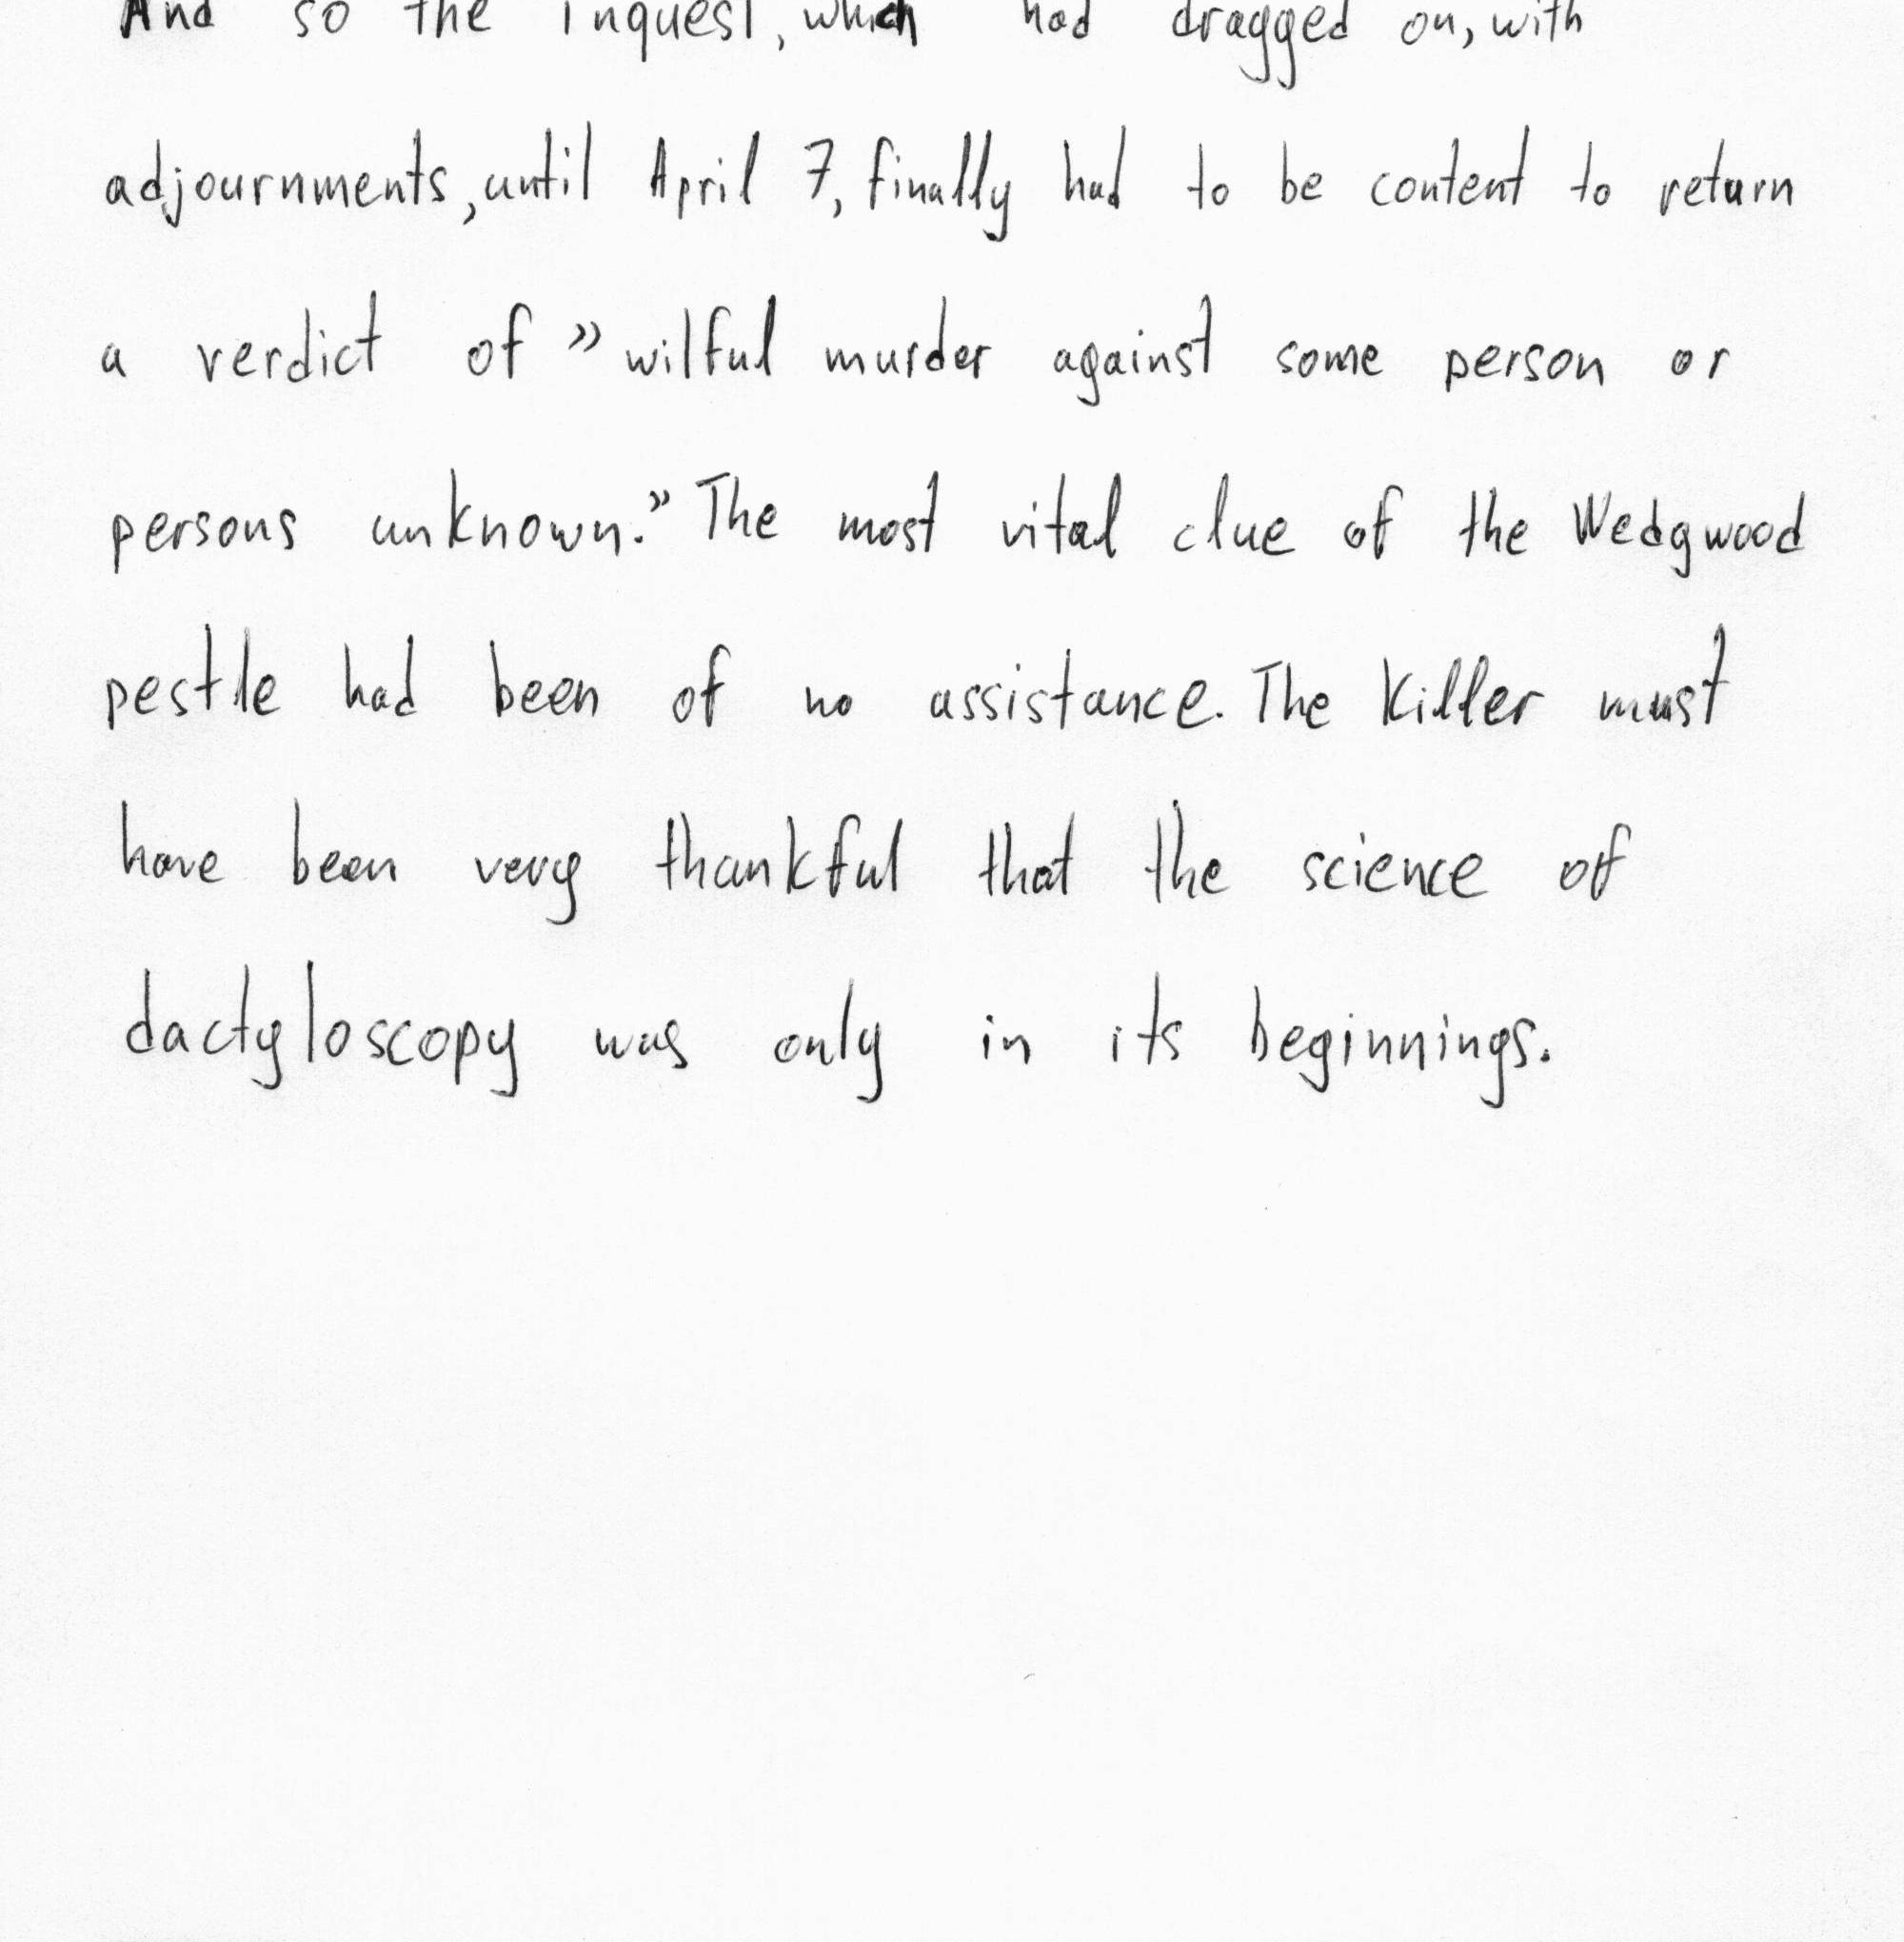 And so the inquest, which had dragged on, with
adjournments, until April 7, finally had to be content to return
a verdict of "wilful murder against some person or
persons unknown." The most vital clue of the Wedgwood
pestle had been of no assistance. The killer must
have been very thankful that the science of
dactyloscopy was only in its beginnings.